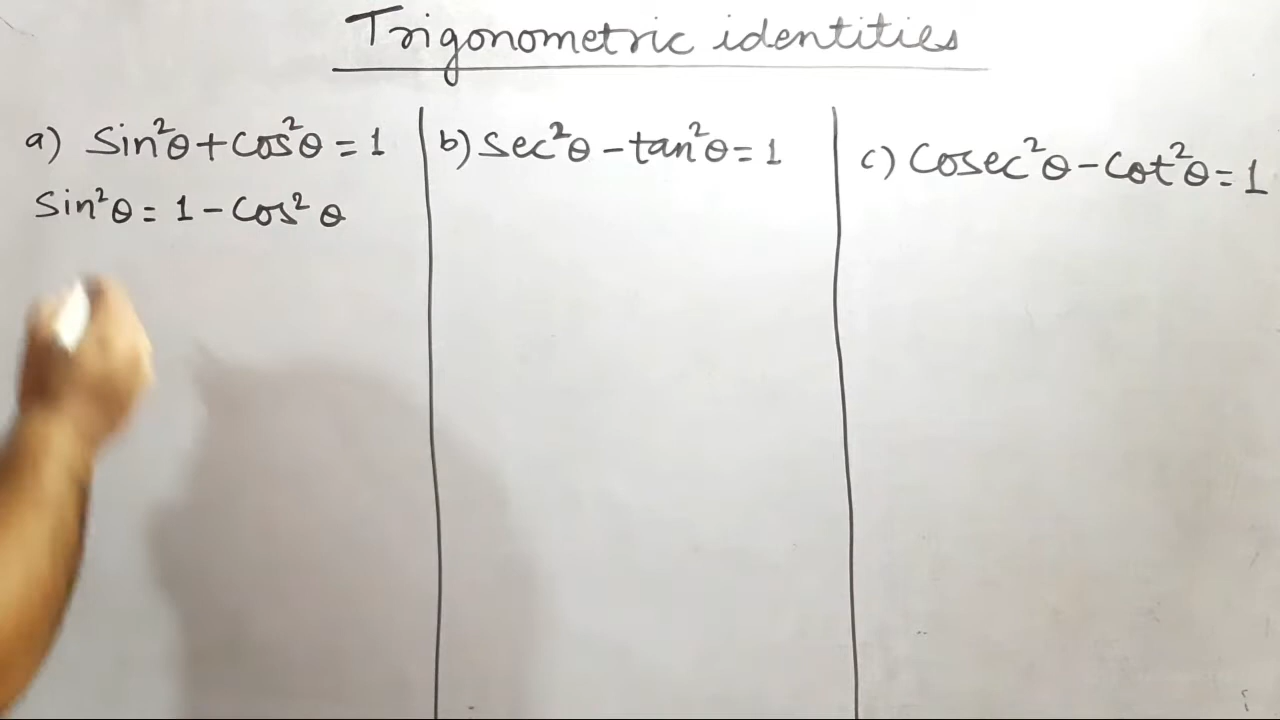 Trigonometric identities
a) Sin²θ + Cos²θ = 1
Sin²θ = 1 - Cos²θ
b) Sec²θ - tan²θ = 1
c) Cosec²θ - Cot²θ = 1